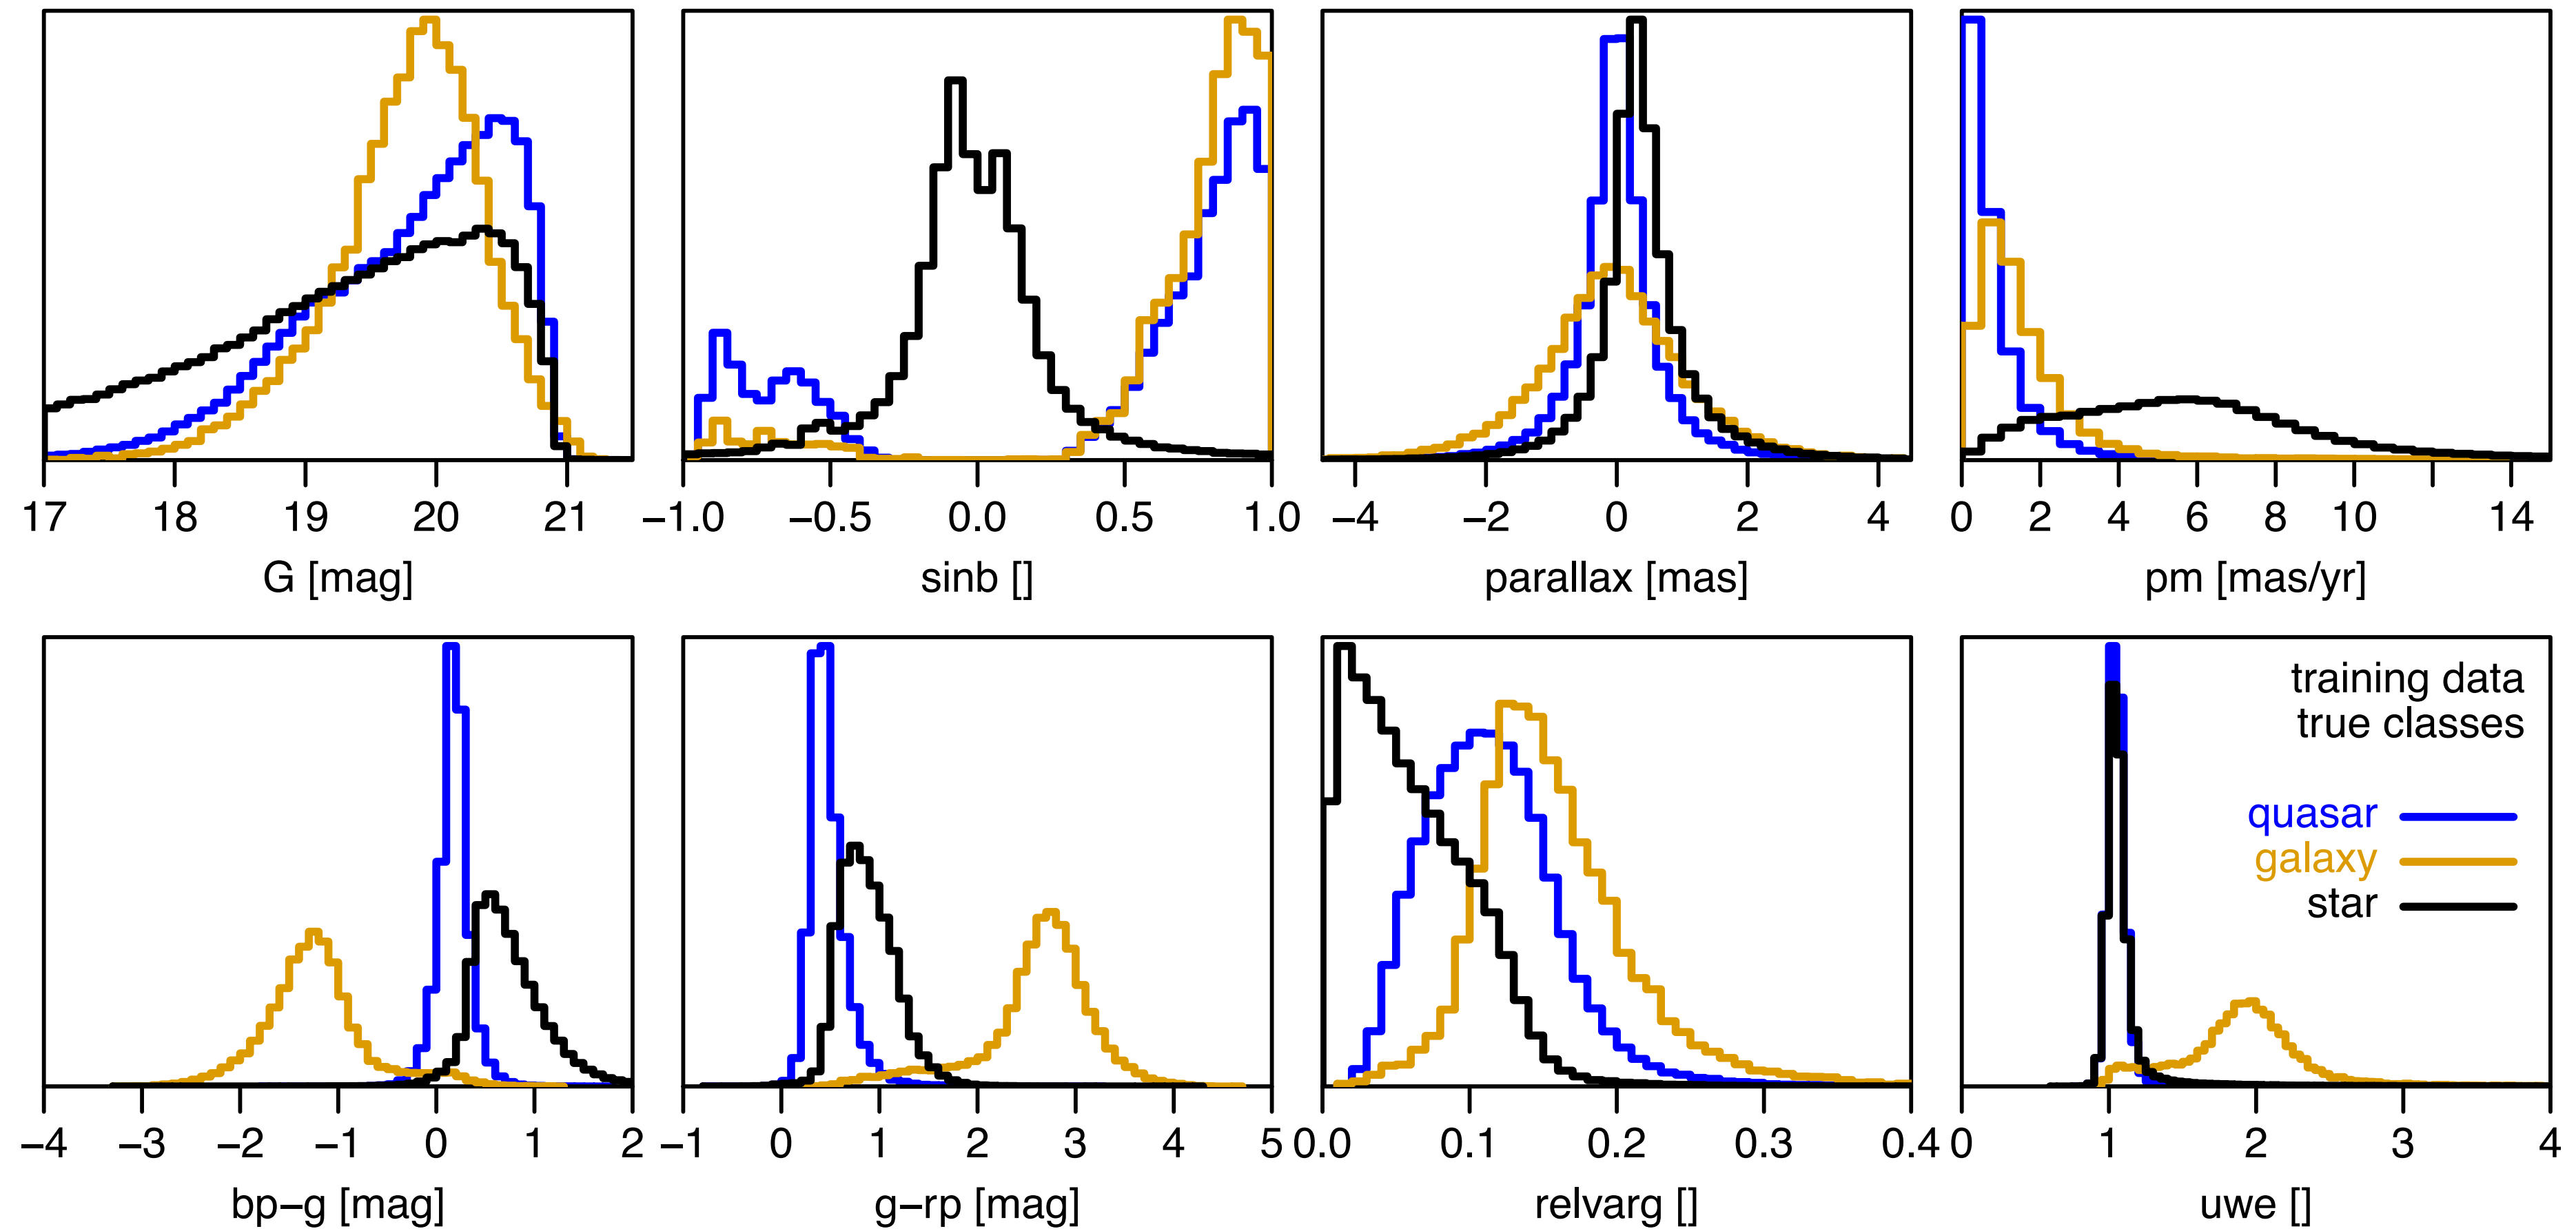 17 18 19 20 21
G [mag]
−1.0 −0.5 0.0 0.5 1.0
sinb []
−4 −2 0 2 4
parallax [mas]
0 2 4 6 8 10 14
pm [mas/yr]
−4 −3 −2 −1 0 1 2
bp−g [mag]
−1 0 1 2 3 4 5
g−rp [mag]
0.0 0.1 0.2 0.3 0.4
relvarg []
training data
true classes
quasar
galaxy
star
0 1 2 3 4
uwe []